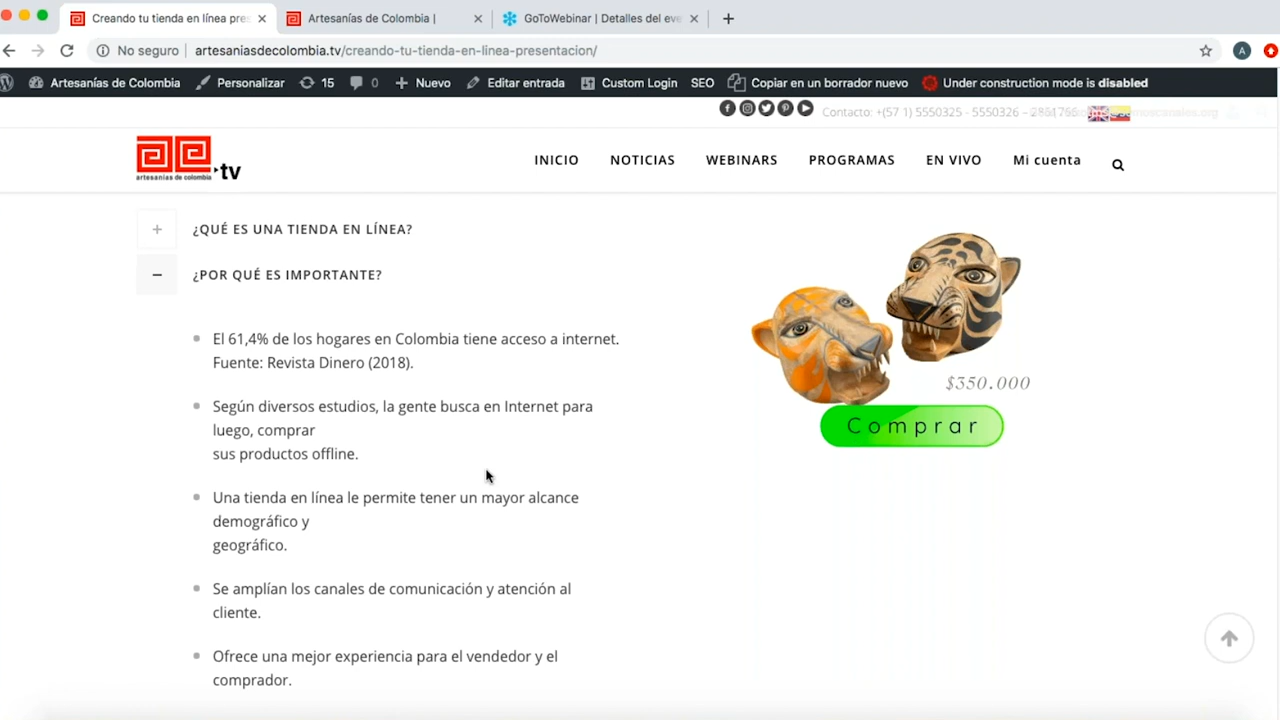 Creando tu tienda en línea pres
Artesanías de Colombia |
GoToWebinar | Detalles del eve
No seguro
artesaniasdecolombia.tv/creando-tu-tienda-en-linea-presentacion/
A
Artesanías de Colombia
Personalizar
15
0
Nuevo
Editar entrada
Custom Login
SEO
Copiar en un borrador nuevo
Under construction mode is disabled
Contacto: +(57 1) 5550325 - 5550326 -
artesanías de colombia
tv
INICIO
NOTICIAS
WEBINARS
PROGRAMAS
EN VIVO
Mi cuenta
¿QUÉ ES UNA TIENDA EN LÍNEA?
¿POR QUÉ ES IMPORTANTE?
El 61,4% de los hogares en Colombia tiene acceso a internet.
Fuente: Revista Dinero (2018).
Según diversos estudios, la gente busca en Internet para
luego, comprar
sus productos offline.
Una tienda en línea le permite tener un mayor alcance
demográfico y
geográfico.
Se amplían los canales de comunicación y atención al
cliente.
Ofrece una mejor experiencia para el vendedor y el
comprador.
$350.000
Comprar